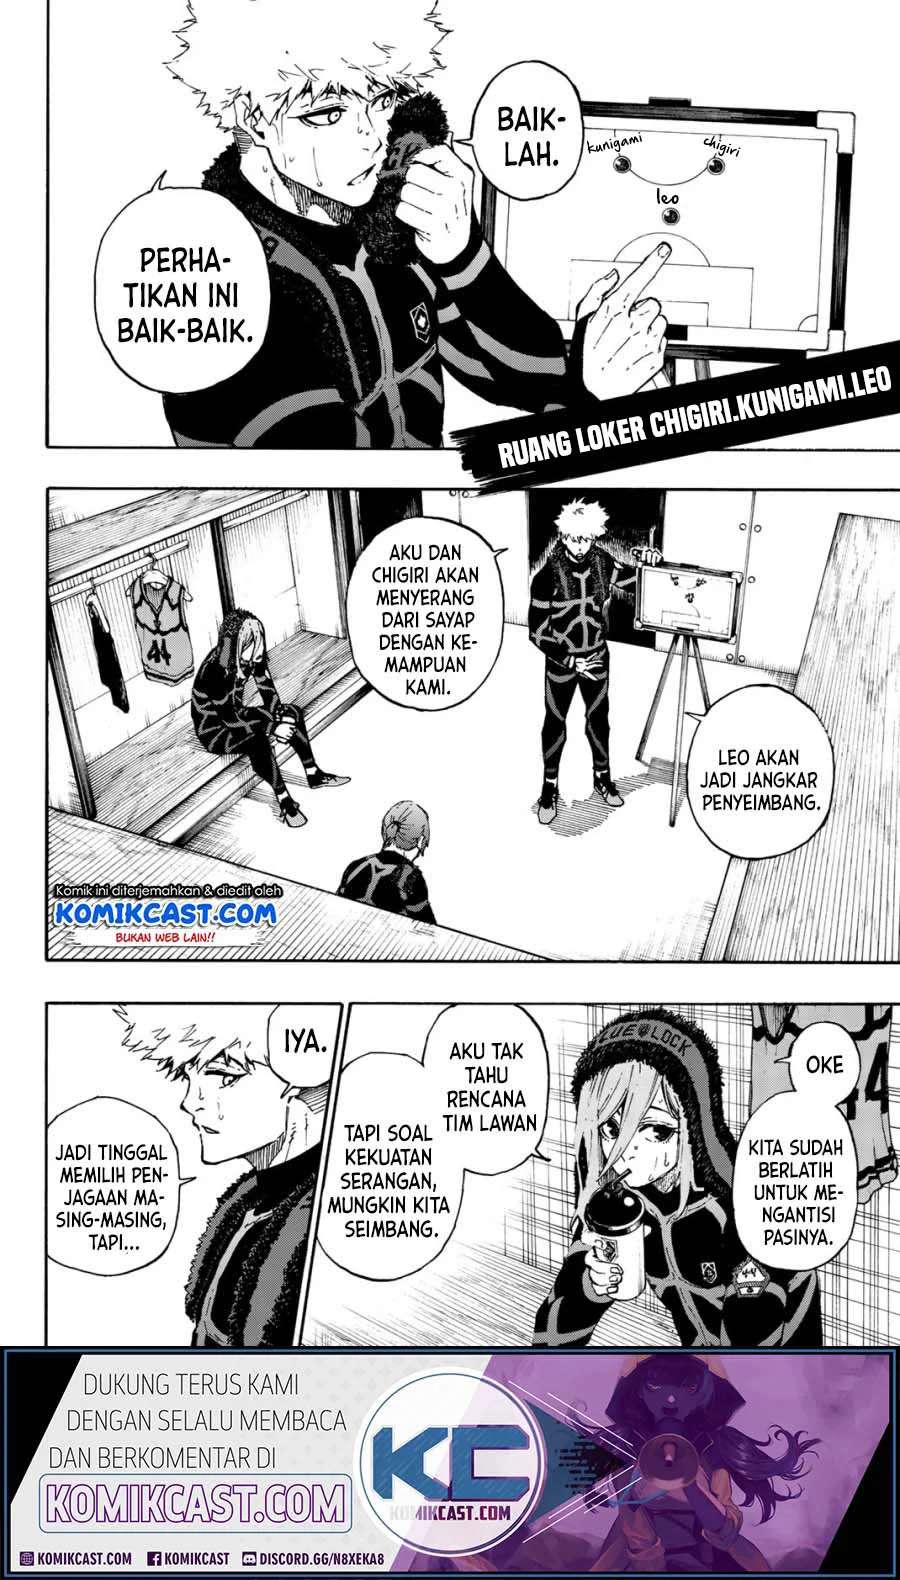 BAIK-
LAH.
kunigami
chigiri
leo
PERHA-
TIKAN INI
BAIK-BAIK.
RUANG LOKER CHIGIRI.KUNIGAMI.LEO
AKU DAN
CHIGIRI AKAN
MENYERANG
DARI SAYAP
DENGAN KE-
MAMPUAN
KAMI.
44
LEO AKAN
JADI JANGKAR
PENYEIMBANG.
Komik ini diterjemahkan & diedit oleh
KOMIKCAST.COM
BUKAN WEB LAIN!!
IYA.
JADI TINGGAL
MEMILIH PEN-
JAGAAN MA-
SING-MASING,
TAPI...
AKU TAK
TAHU
RENCANA
TIM LAWAN
TAPI SOAL
KEKUATAN
SERANGAN,
MUNGKIN KITA
SEIMBANG.
BLUE LOCK
OKE
KITA SUDAH
BERLATIH
UNTUK ME-
NGANTISI
PASINYA.
44
44
DUKUNG TERUS KAMI
DENGAN SELALU MEMBACA
DAN BERKOMENTAR DI
KOMIKCAST.COM
KC
KOMIKCAST.COM
KOMIKCAST.COM KOMIKCAST DISCORD.GG/N8XEKA8